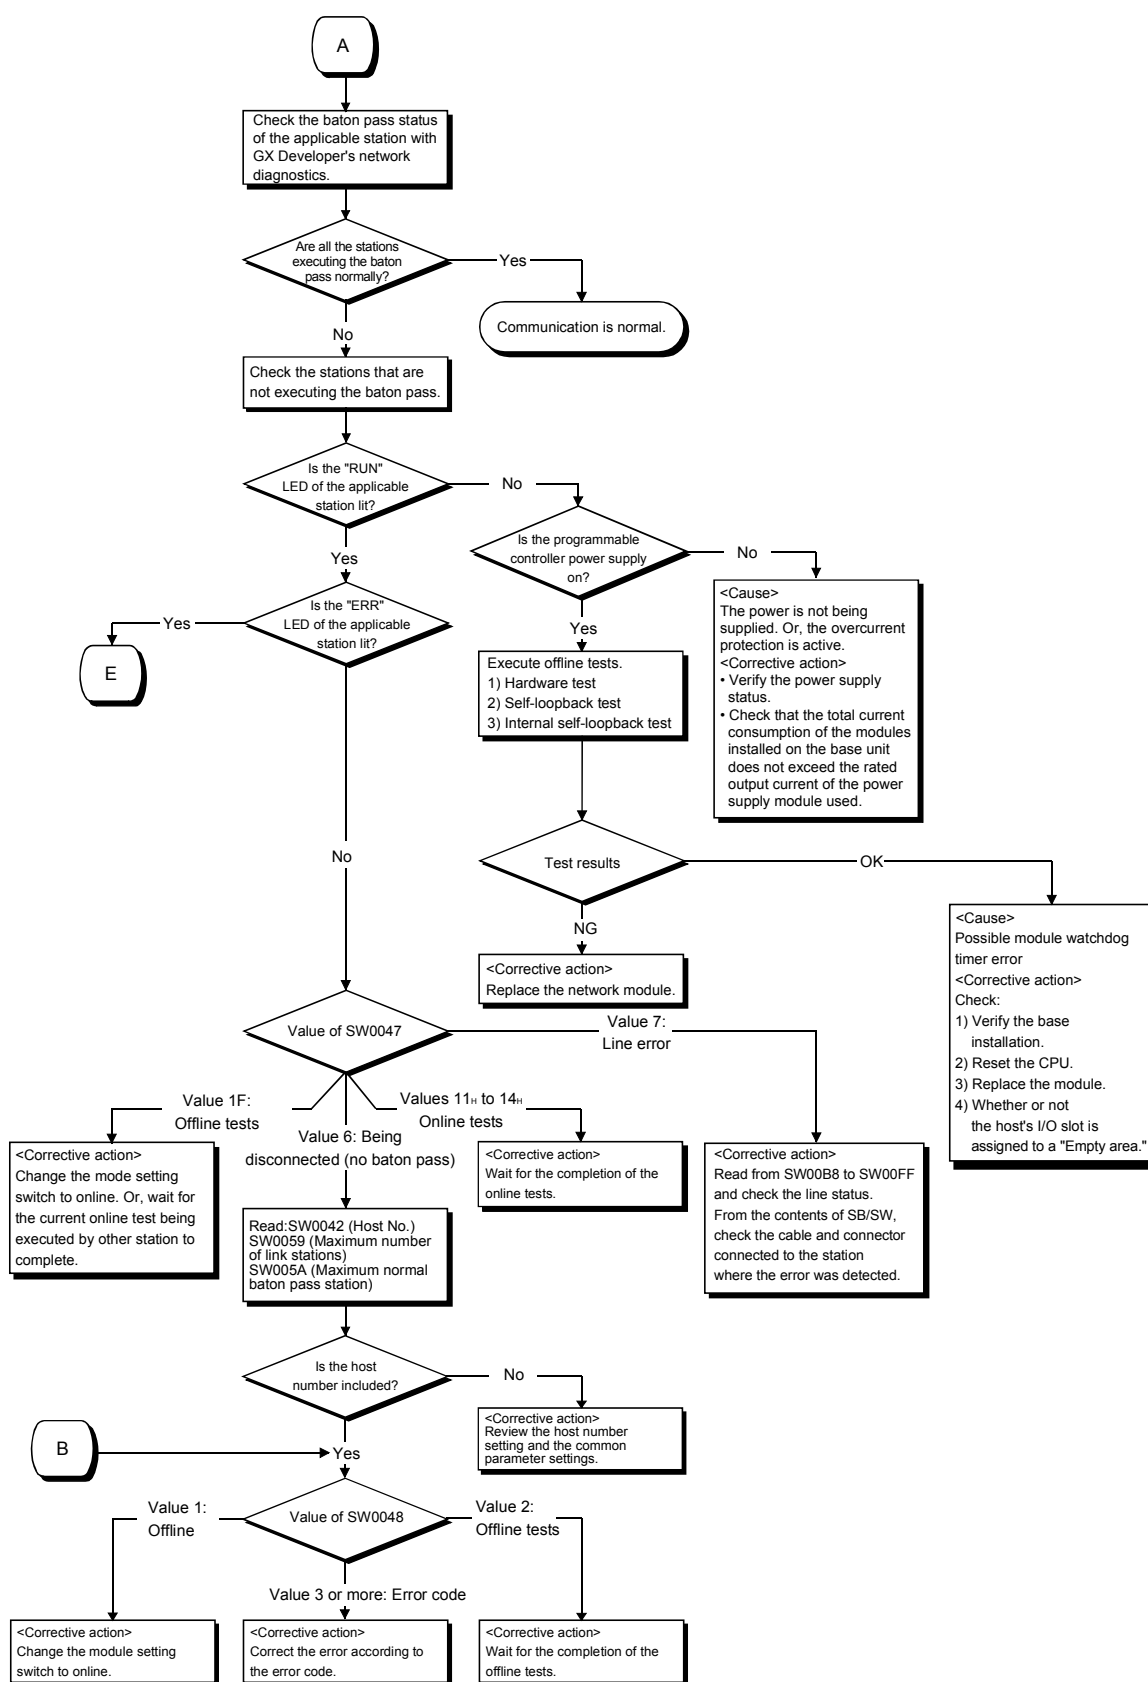 A
Check the baton pass status
of the applicable station with
GX Developer's network
diagnostics.
Are all the stations
executing the baton
pass normally?
Yes
Communication is normal.
No
Check the stations that are
not executing the baton pass.
Is the "RUN"
LED of the applicable
station lit?
No
Is the programmable
controller power supply
on?
No
Yes
<Cause>
The power is not being
supplied. Or, the overcurrent
protection is active.
<Corrective action>
• Verify the power supply
status.
• Check that the total current
consumption of the modules
installed on the base unit
does not exceed the rated
output current of the power
supply module used.
Is the "ERR"
LED of the applicable
station lit?
Yes
E
Yes
Execute offline tests.
1) Hardware test
2) Self-loopback test
3) Internal self-loopback test
No
Test results
OK
NG
<Corrective action>
Replace the network module.
<Cause>
Possible module watchdog
timer error
<Corrective action>
Check:
1) Verify the base
installation.
2) Reset the CPU.
3) Replace the module.
4) Whether or not
the host's I/O slot is
assigned to a "Empty area."
Value of SW0047
Value 7:
Line error
Value 1F:
Offline tests
Value 6: Being
disconnected (no baton pass)
Values 11H to 14H
Online tests
<Corrective action>
Change the mode setting
switch to online. Or, wait for
the current online test being
executed by other station to
complete.
<Corrective action>
Wait for the completion of the
online tests.
<Corrective action>
Read from SW00B8 to SW00FF
and check the line status.
From the contents of SB/SW,
check the cable and connector
connected to the station
where the error was detected.
Read:SW0042 (Host No.)
SW0059 (Maximum number
of link stations)
SW005A (Maximum normal
baton pass station)
Is the host
number included?
No
<Corrective action>
Review the host number
setting and the common
parameter settings.
B
Yes
Value of SW0048
Value 1:
Offline
Value 2:
Offline tests
Value 3 or more: Error code
<Corrective action>
Change the module setting
switch to online.
<Corrective action>
Correct the error according to
the error code.
<Corrective action>
Wait for the completion of the
offline tests.